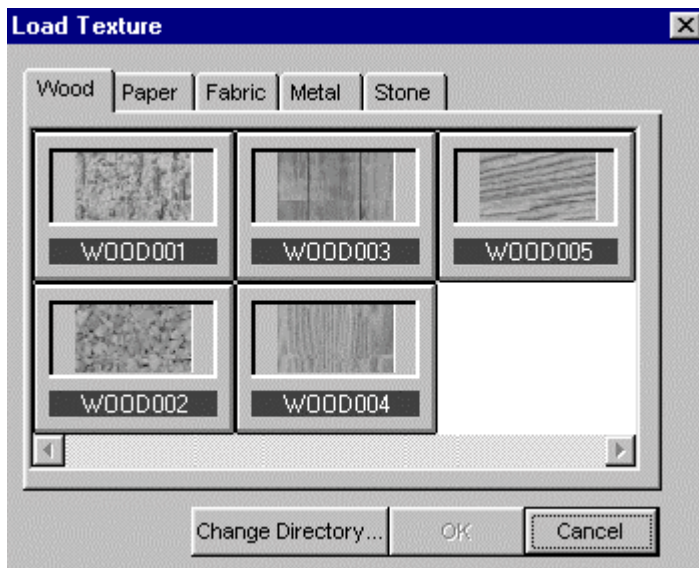 Load Texture
Wood Paper Fabric Metal Stone
WOOD001 WOOD003 WOOD005
WOOD002 WOOD004
Change Directory... OK Cancel